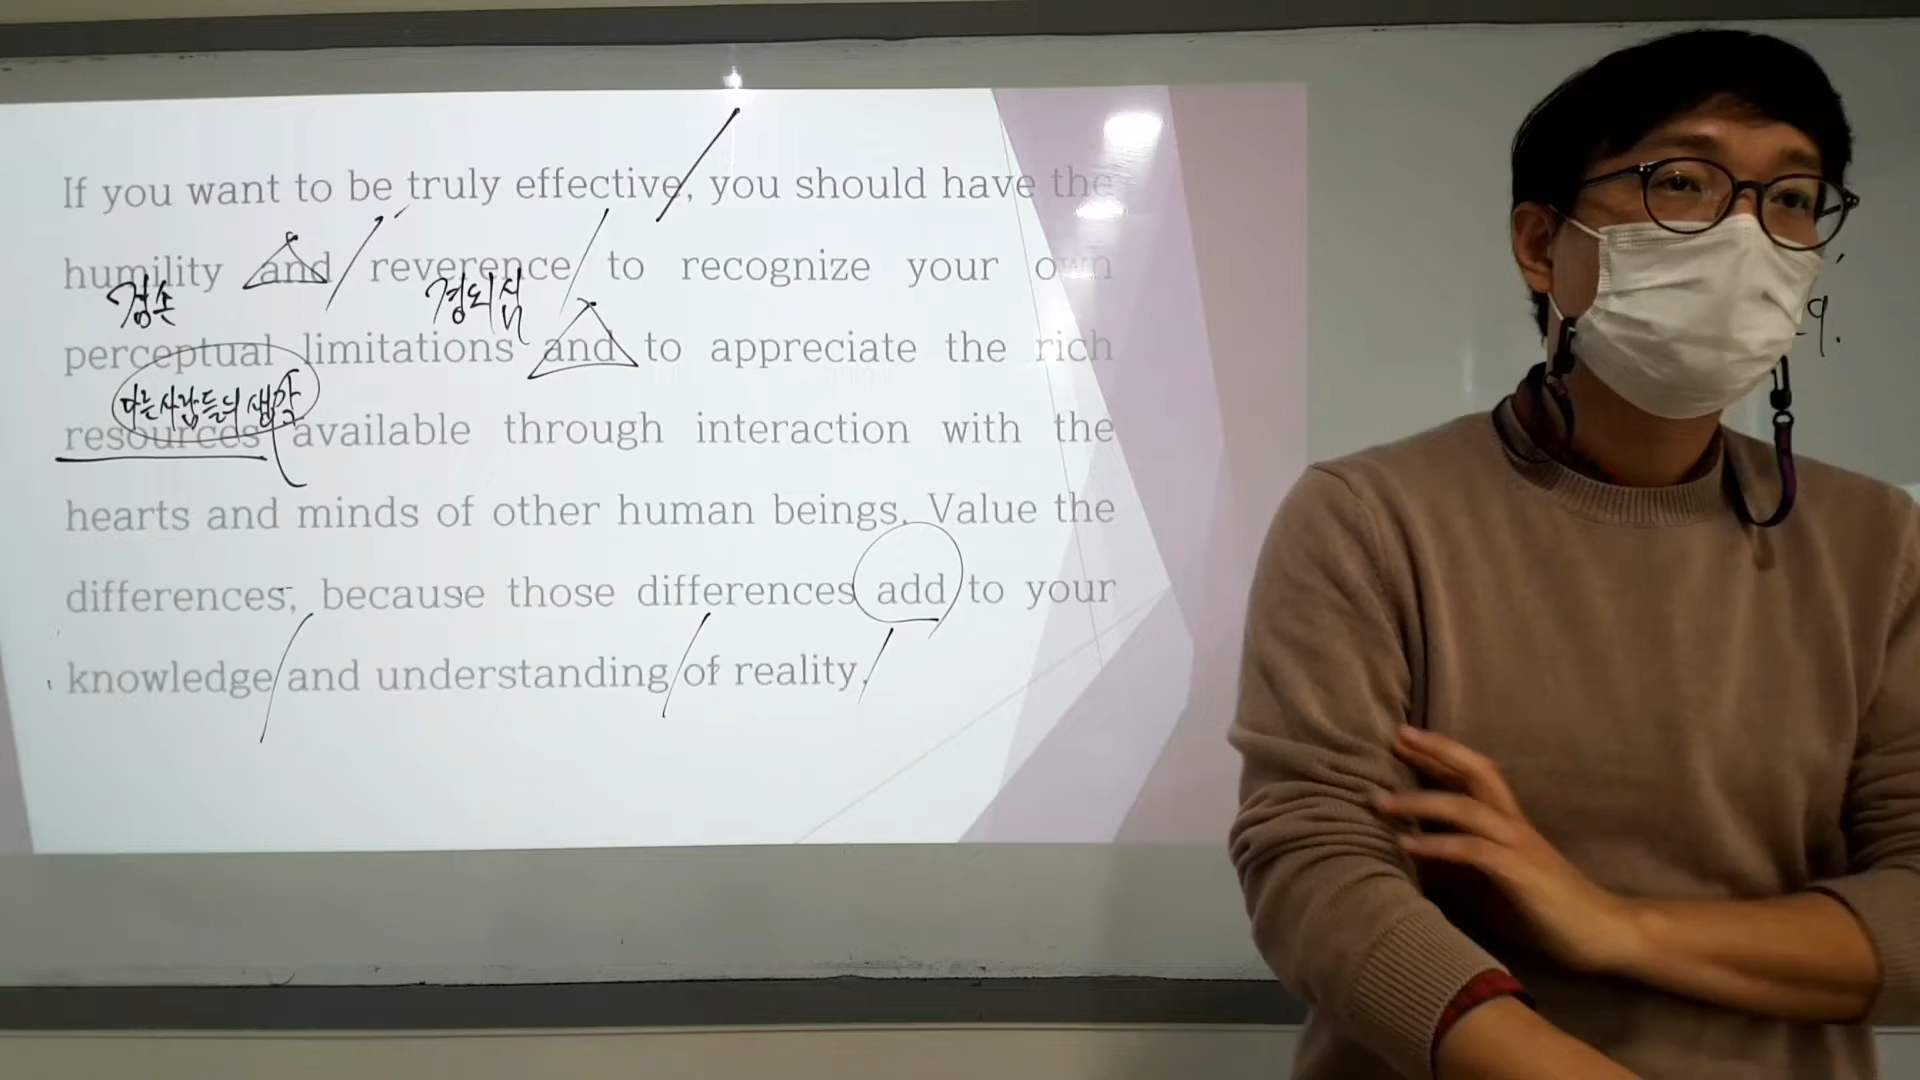 If you want to be truly effective, you should have the
humility and reverence to recognize your own
겸손 경외심
perceptual limitations and to appreciate the rich
다른사람들의 생각
resources available through interaction with the
hearts and minds of other human beings. Value the
differences, because those differences add to your
knowledge and understanding of reality.